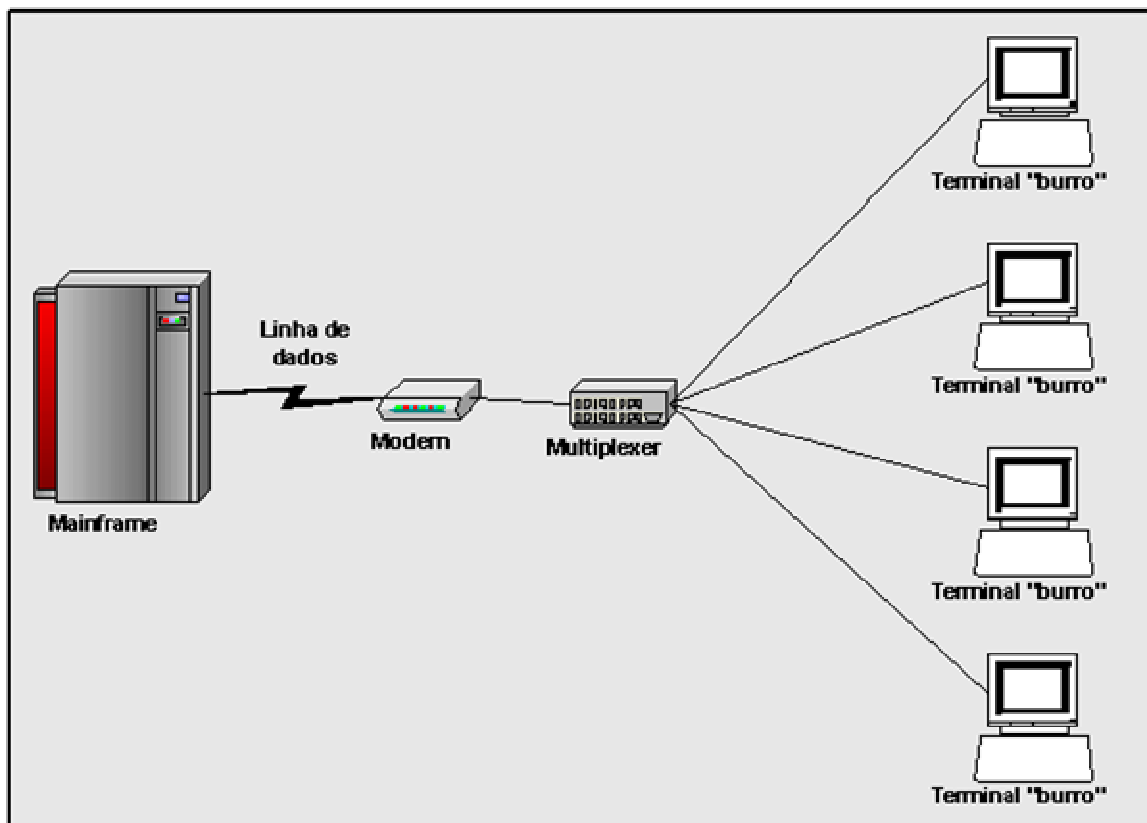 Terminal "burro"
Terminal "burro"
Linha de
dados
Modem
Multiplexer
Mainframe
Terminal "burro"
Terminal "burro"